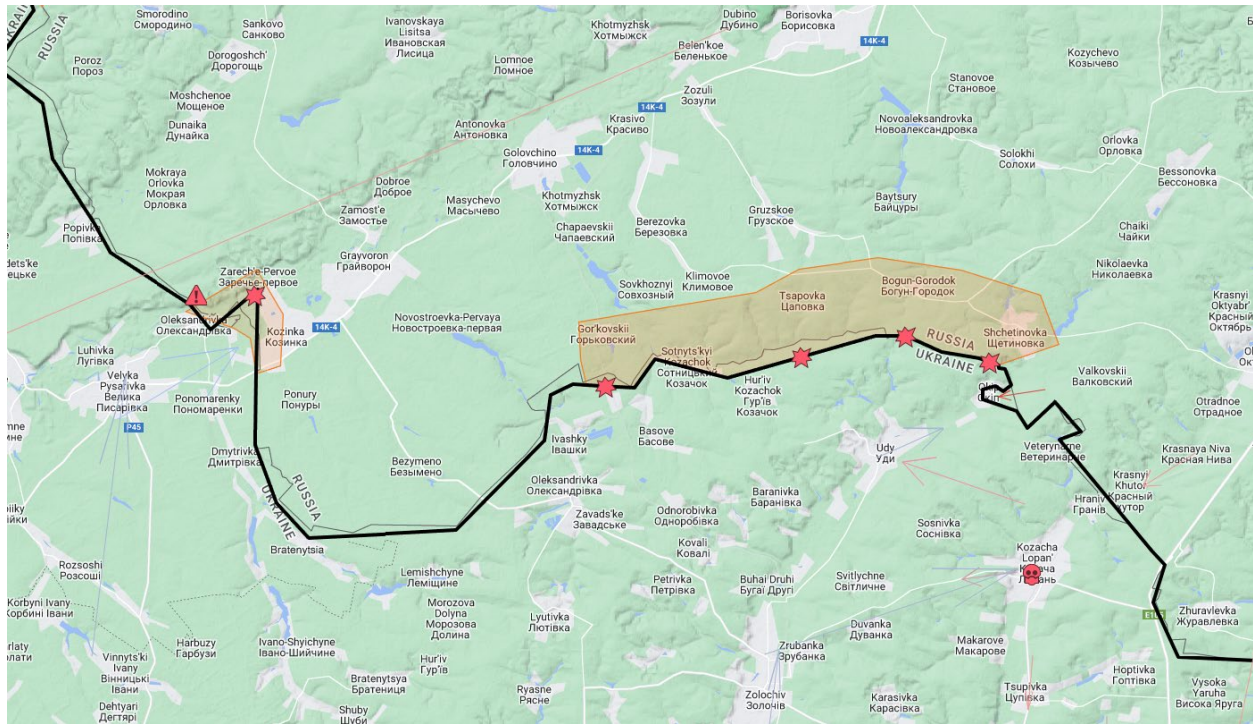 Smorodino
Смородино
Sankovo
Санково
Ivanovskaya
Lisitsa
Ивановская
Лисица
Khotmyzhsk
Хотмыжск
Dubino
Дубино
Borisovka
Борисовка
Belen'koe
Беленькое
14K-4
Kozychevo
Козычево
RUSSIA
Poroz
Пороз
Dorogoshch'
Дорогощь
Lomnoe
Ломное
Moshchenoe
Мощеное
Zozuli
Зозули
Stanovoe
Становое
Dunaika
Дунайка
Antonovka
Антоновка
Krasivo
Красиво
14K-4
Novoaleksandrovka
Новоалександровка
Golovchino
Головчино
14K-4
Orlovka
Орловка
Solokhi
Солохи
Bessonovka
Бессоновка
Mokraya
Orlovka
Мокрая
Орловка
Dobroe
Доброе
Khotmyzhsk
Хотмыжск
Masychevo
Масычево
Zamost'e
Замостье
Baytsury
Байцуры
Berezovka
Березовка
Gruzskoe
Грузское
Chapaevskii
Чапаевский
Chaiki
Чайки
Popivka
Попівка
Grayvoron
Грайворон
Nikolaevka
Николаевка
Zarech'e-Pervoe
Заречье-первое
Sovkhoznyi
Совхозный
Klimovoe
Климовое
Bogun-Gorodok
Богун-Городок
Tsapovka
Цаповка
Oleksandrivka
Олександрівка
Kozinka
Козинка
14K-4
Novostroevka-Pervaya
Новостроевка-первая
Gor'kovskii
Горьковский
RUSSIA
UKRAINE
Shchetinovka
Щетиновка
Luhivka
Лугівка
Sotnyts'kyi
Kozachok
Сотницький
Козачок
Velyka
Pysarivka
Велика
Писарівка
Hur'iv
Kozachok
Гур'їв
Козачок
Valkovskii
Валковский
Ponomarenky
Пономаренки
Ponury
Понуры
Otradnoe
Отрадное
P45
Basove
Басове
Ivashky
Івашки
Dmytrivka
Дмитрівка
Udy
Уди
Veterynarne
Ветеринарне
Krasnaya Niva
Красная Нива
Bezymeno
Безымено
RUSSIA
UKRAINE
Oleksandrivka
Олександрівка
Baranivka
Баранівка
Krasnyi
Odnorobivka
Одноробівка
Zavads'ke
Завадське
Sosnivka
Соснівка
Bratenytsia
Kovali
Ковалі
Kozacha
Rozsoshi
Розсоші
Lemishchyne
Леміщине
Petrivka
Петрівка
Buhai Druhi
Бугаї Другі
Svitlychne
Світличне
Morozova
Dolyna
Морозова
Долина
Korbyni Ivany
Корбині Івани
Lyutivka
Лютівка
Duvanka
Дуванка
Zhuravlevka
Журавлевка
Harbuzy
Гарбузи
Ivano-Shyichyne
Івано-Шийчине
Zrubanka
Зрубанка
Makarove
Макарове
Vinnyts'ki
Ivany
Вінницькі
Івани
Hur'iv
Гур'їв
Hoptivka
Гоптівка
Bratenytsya
Братениця
Ryasne
Рясне
Zolochiv
Золочів
Karasivka
Карасівка
Tsupivka
Цупівка
Vysoka
Yaruha
Висока Яруга
Dehtyari
Дегтярі
Shuby
Шуби